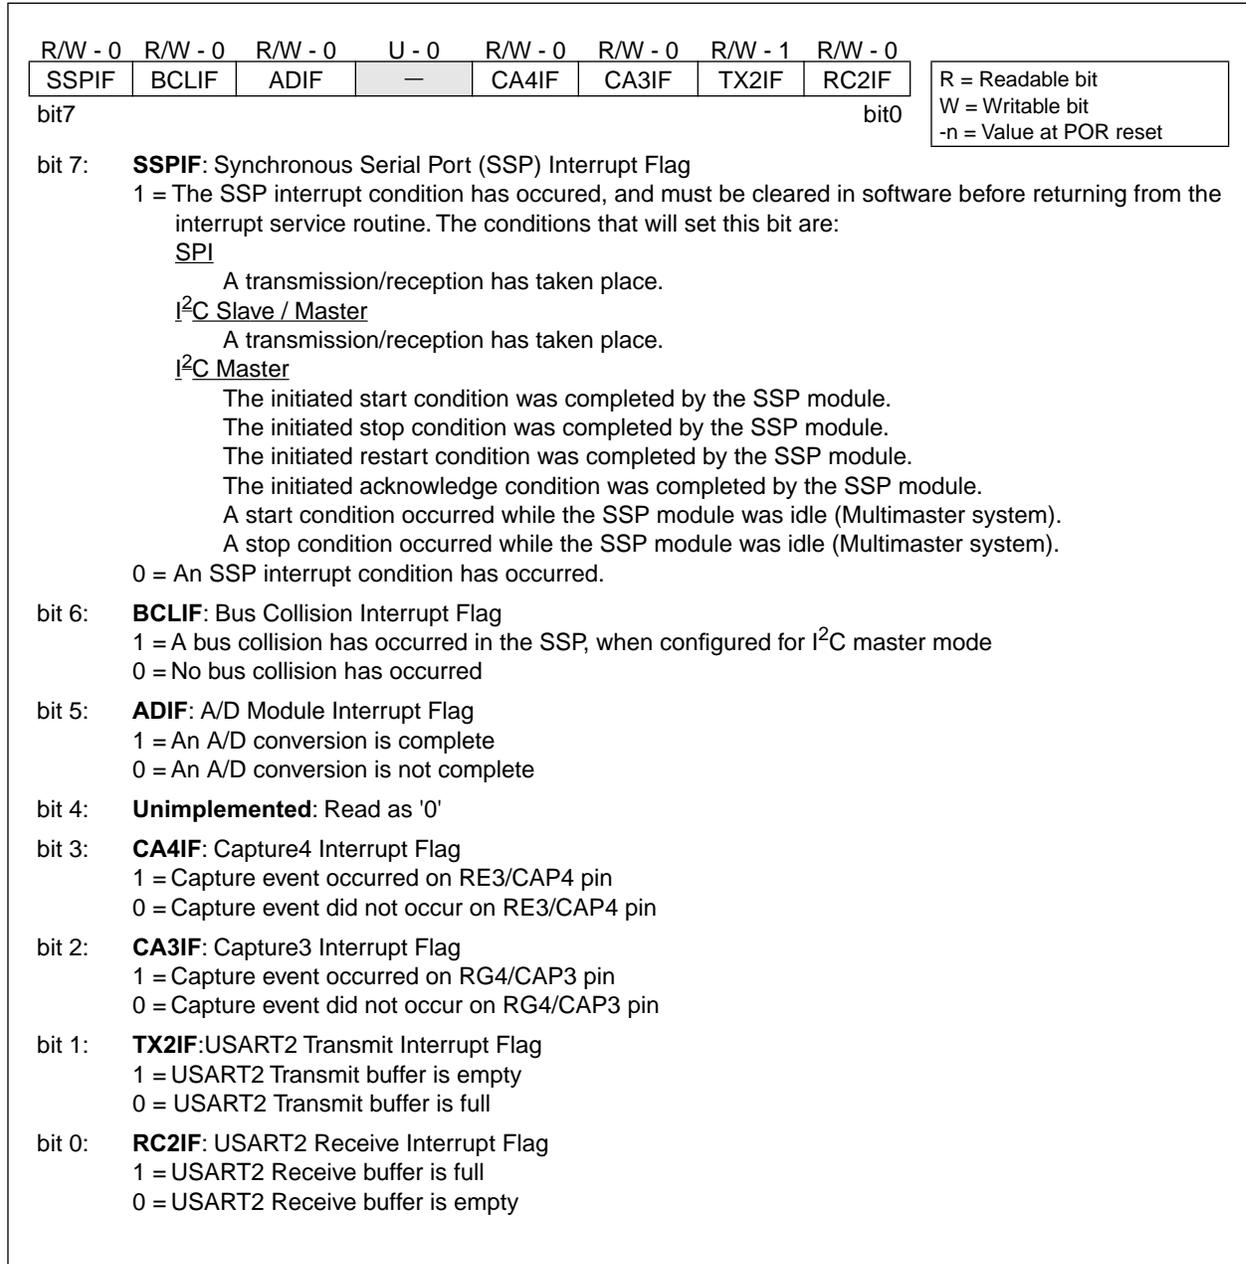 R/W - 0 R/W - 0 R/W - 0 U - 0 R/W - 0 R/W - 0 R/W - 1 R/W - 0
SSPIF BCLIF ADIF — CA4IF CA3IF TX2IF RC2IF
bit7 bit0
R = Readable bit
W = Writable bit
-n = Value at POR reset
bit 7: SSPIF: Synchronous Serial Port (SSP) Interrupt Flag
1 = The SSP interrupt condition has occured, and must be cleared in software before returning from the
interrupt service routine. The conditions that will set this bit are:
SPI
A transmission/reception has taken place.
I²C Slave / Master
A transmission/reception has taken place.
I²C Master
The initiated start condition was completed by the SSP module.
The initiated stop condition was completed by the SSP module.
The initiated restart condition was completed by the SSP module.
The initiated acknowledge condition was completed by the SSP module.
A start condition occurred while the SSP module was idle (Multimaster system).
A stop condition occurred while the SSP module was idle (Multimaster system).
0 = An SSP interrupt condition has occurred.
bit 6: BCLIF: Bus Collision Interrupt Flag
1 = A bus collision has occurred in the SSP, when configured for I²C master mode
0 = No bus collision has occurred
bit 5: ADIF: A/D Module Interrupt Flag
1 = An A/D conversion is complete
0 = An A/D conversion is not complete
bit 4: Unimplemented: Read as '0'
bit 3: CA4IF: Capture4 Interrupt Flag
1 = Capture event occurred on RE3/CAP4 pin
0 = Capture event did not occur on RE3/CAP4 pin
bit 2: CA3IF: Capture3 Interrupt Flag
1 = Capture event occurred on RG4/CAP3 pin
0 = Capture event did not occur on RG4/CAP3 pin
bit 1: TX2IF:USART2 Transmit Interrupt Flag
1 = USART2 Transmit buffer is empty
0 = USART2 Transmit buffer is full
bit 0: RC2IF: USART2 Receive Interrupt Flag
1 = USART2 Receive buffer is full
0 = USART2 Receive buffer is empty